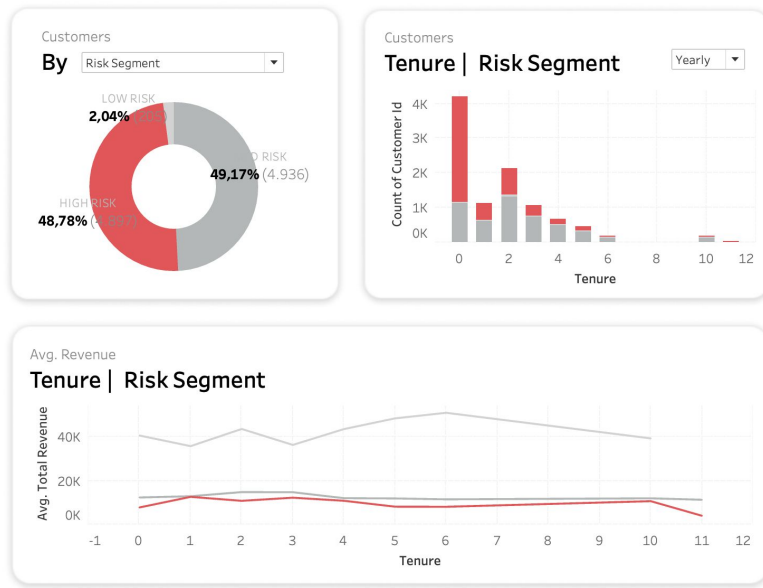 Customers
By Risk Segment
LOW RISK
2,04%
RISK
49,17% (4.936)
HIGH RISK
48,78% (4.897)
Customers
Tenure | Risk Segment
Yearly
4K
3K
2K
1K
0K
Count of Customer Id
0 2 4 6 8 10 12
Tenure
Avg. Revenue
Tenure | Risk Segment
40K
20K
0K
Avg. Total Revenue
-1 0 1 2 3 4 5 6 7 8 9 10 11 12
Tenure